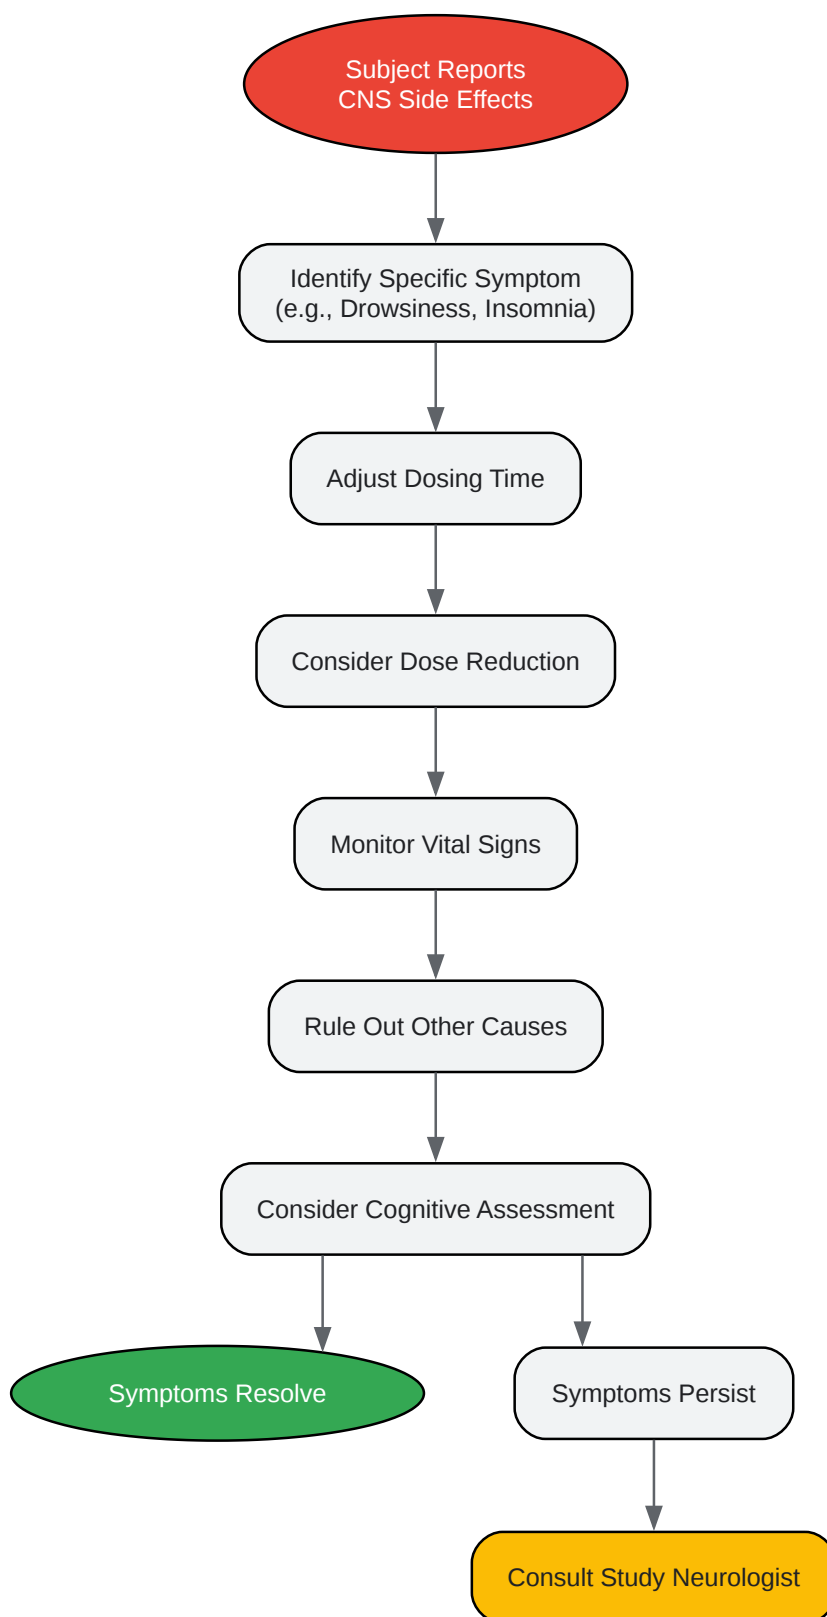 Subject Reports
CNS Side Effects
Identify Specific Symptom
(e.g., Drowsiness, Insomnia)
Adjust Dosing Time
Consider Dose Reduction
Monitor Vital Signs
Rule Out Other Causes
Consider Cognitive Assessment
Symptoms Resolve
Symptoms Persist
Consult Study Neurologist